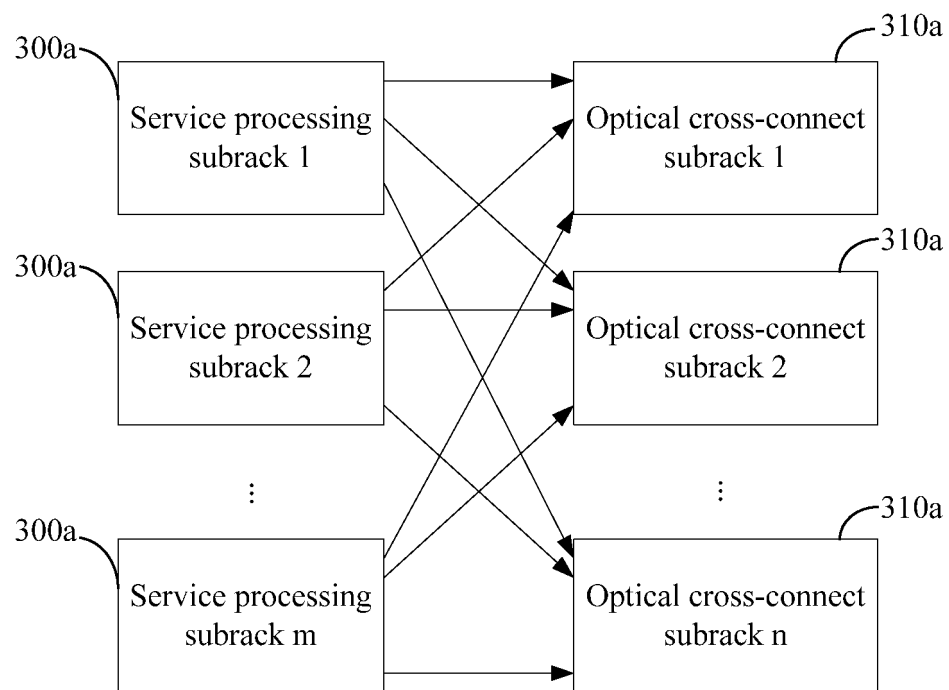 300a
310a
Service processing
subrack 1
Optical cross-connect
subrack 1
300a
310a
Service processing
subrack 2
Optical cross-connect
subrack 2
...
...
300a
310a
Service processing
subrack m
Optical cross-connect
subrack n